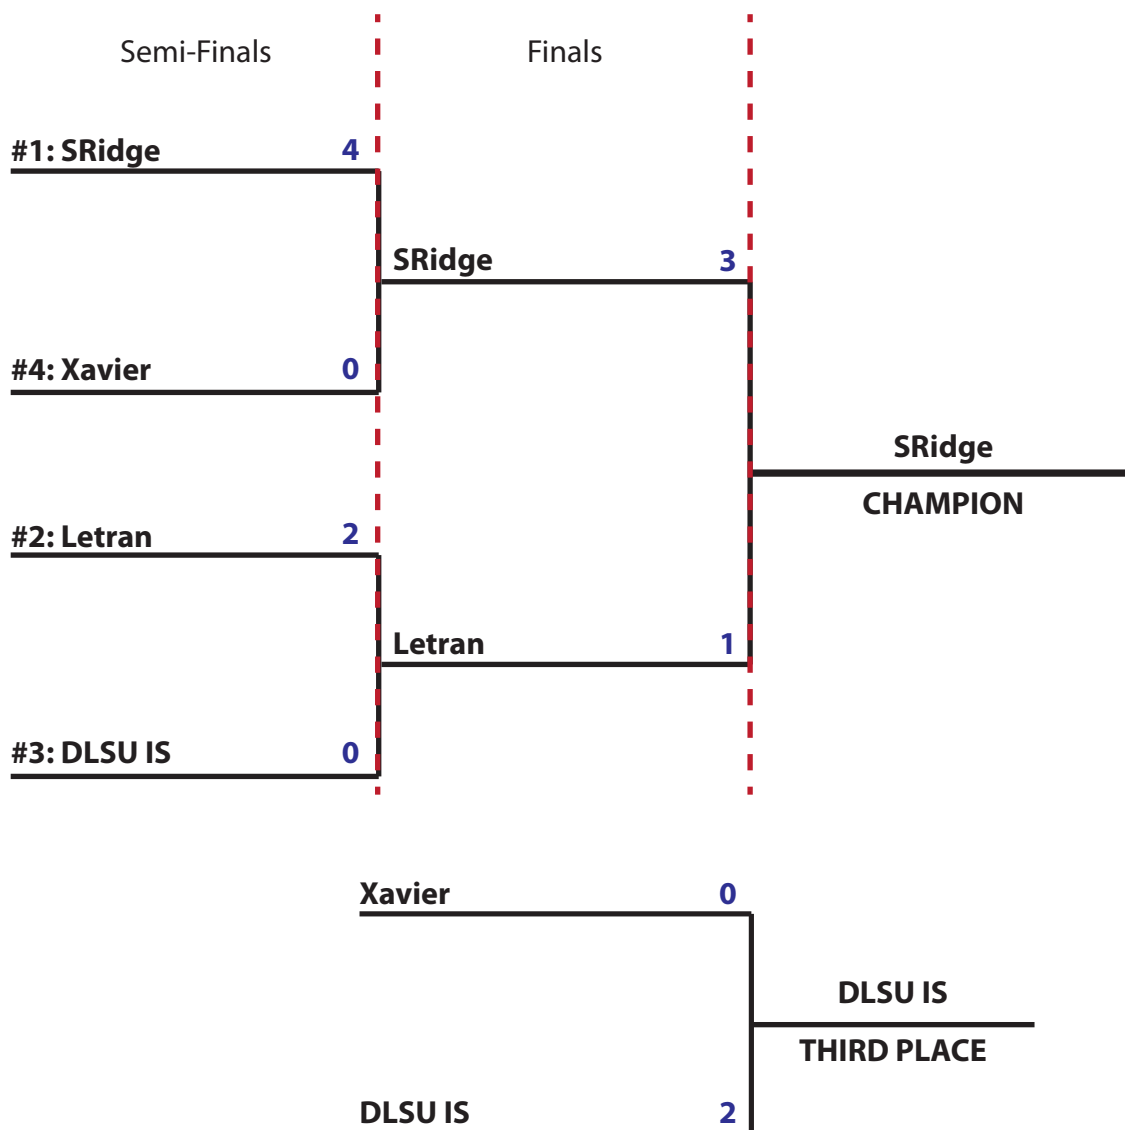 Semi-Finals
Finals
#1: SRidge 4
SRidge 3
#4: Xavier 0
SRidge
CHAMPION
#2: Letran 2
Letran 1
#3: DLSU IS 0
Xavier 0
DLSU IS
THIRD PLACE
DLSU IS 2